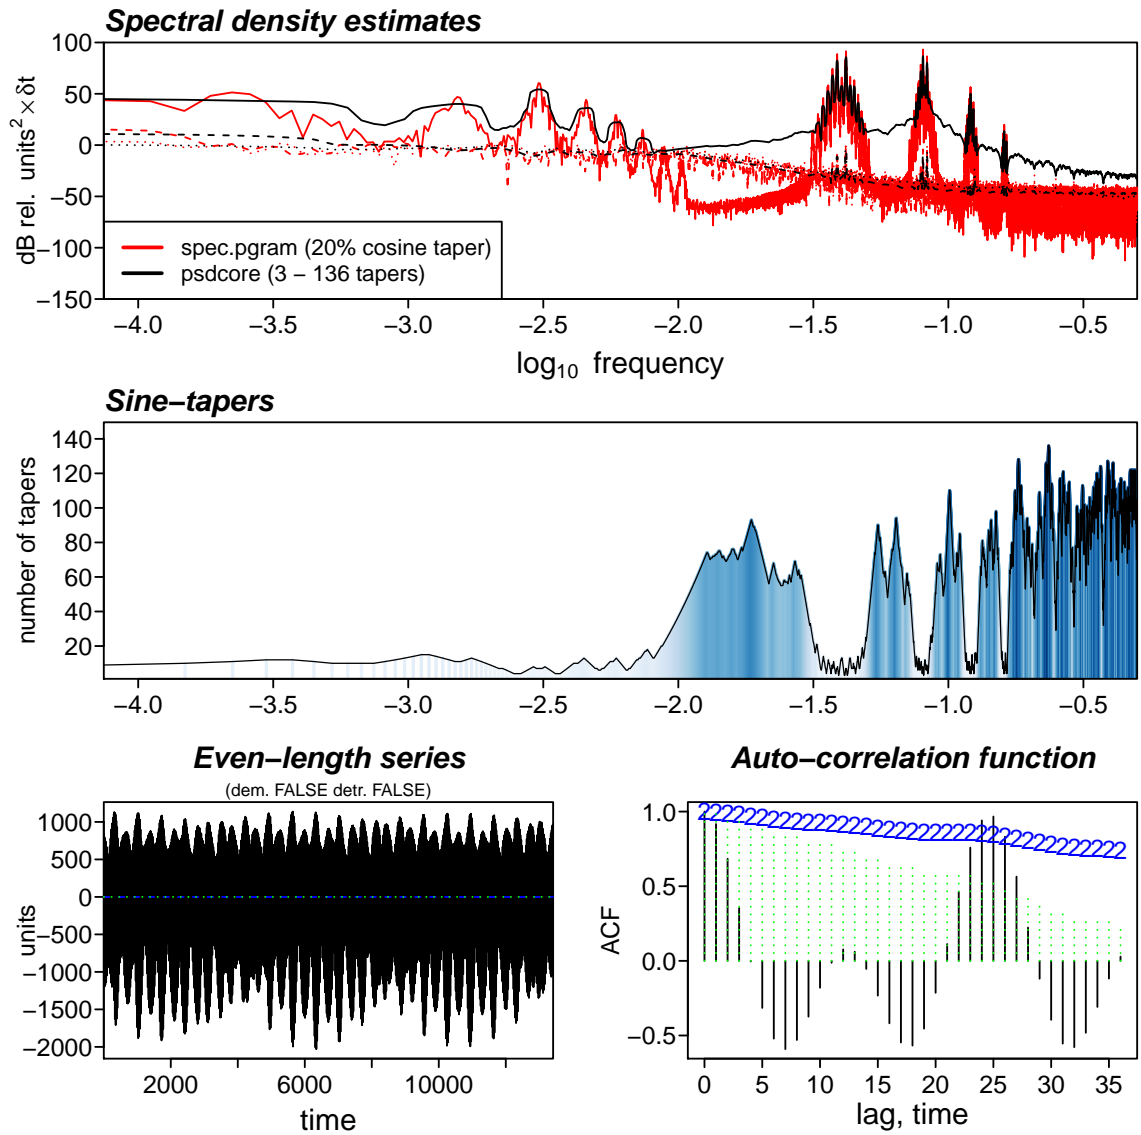 Spectral density estimates
dB rel. units² × δt
100
50
0
−50
−100
−150
spec.pgram (20% cosine taper)
psdcore (3 − 136 tapers)
−4.0 −3.5 −3.0 −2.5 −2.0 −1.5 −1.0 −0.5
log₁₀ frequency
Sine−tapers
number of tapers
140
120
100
80
60
40
20
−4.0 −3.5 −3.0 −2.5 −2.0 −1.5 −1.0 −0.5
Even−length series
(dem. FALSE detr. FALSE)
units
1000
500
0
−500
−1000
−1500
−2000
2000 6000 10000
time
Auto−correlation function
ACF
1.0
0.5
0.0
−0.5
2222222222222222222222222222222222222
0 5 10 15 20 25 30 35
lag, time